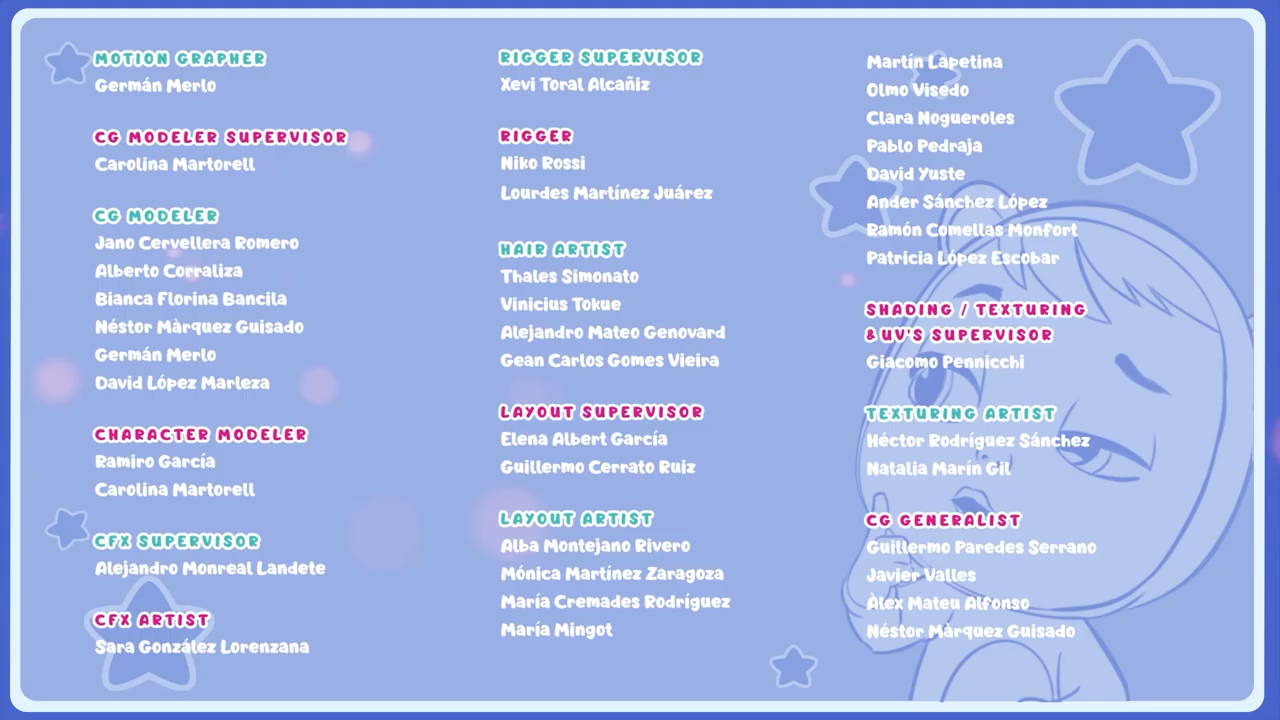 MOTION GRAPHER
Germán Merlo
CG MODELER SUPERVISOR
Carolina Martorell
CG MODELER
Jano Cervellera Romero
Alberto Corraliza
Bianca Florina Bancila
Néstor Màrquez Guisado
Germán Merlo
David López Marleza
CHARACTER MODELER
Ramiro García
Carolina Martorell
CFX SUPERVISOR
Alejandro Monreal Landete
CFX ARTIST
Sara González Lorenzana
RIGGER SUPERVISOR
Xevi Toral Alcañiz
RIGGER
Niko Rossi
Lourdes Martínez Juárez
HAIR ARTIST
Thales Simonato
Vinicius Tokue
Alejandro Mateo Genovard
Gean Carlos Gomes Vieira
LAYOUT SUPERVISOR
Elena Albert García
Guillermo Cerrato Ruiz
LAYOUT ARTIST
Alba Montejano Rivero
Mónica Martínez Zaragoza
María Cremades Rodríguez
María Mingot
Martín Lapetina
Olmo Visedo
Clara Nogueroles
Pablo Pedraja
David Yuste
Ander Sánchez López
Ramón Comellas Monfort
Patricia López Escobar
SHADING / TEXTURING
& UV'S SUPERVISOR
Giacomo Pennicchi
TEXTURING ARTIST
Héctor Rodríguez Sánchez
Natalia Marín Gil
CG GENERALIST
Guillermo Paredes Serrano
Javier Valles
Àlex Mateu Alfonso
Néstor Màrquez Guisado